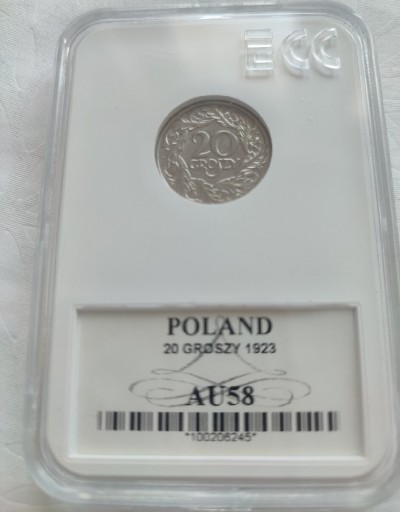 ECC
20
GROSZY
POLAND
20 GROSZY 1923
AU58
*100206245*